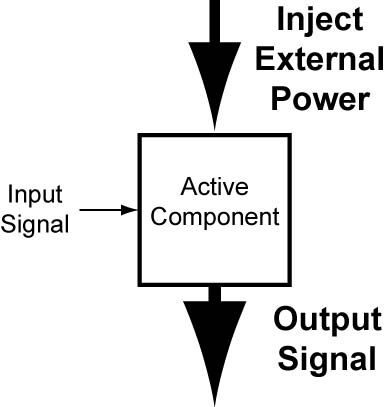 Inject
External
Power
Input
Signal
Active
Component
Output
Signal